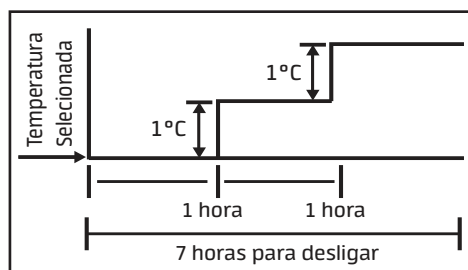 Temperatura
Selecionada
1°C
1°C
1 hora
1 hora
7 horas para desligar